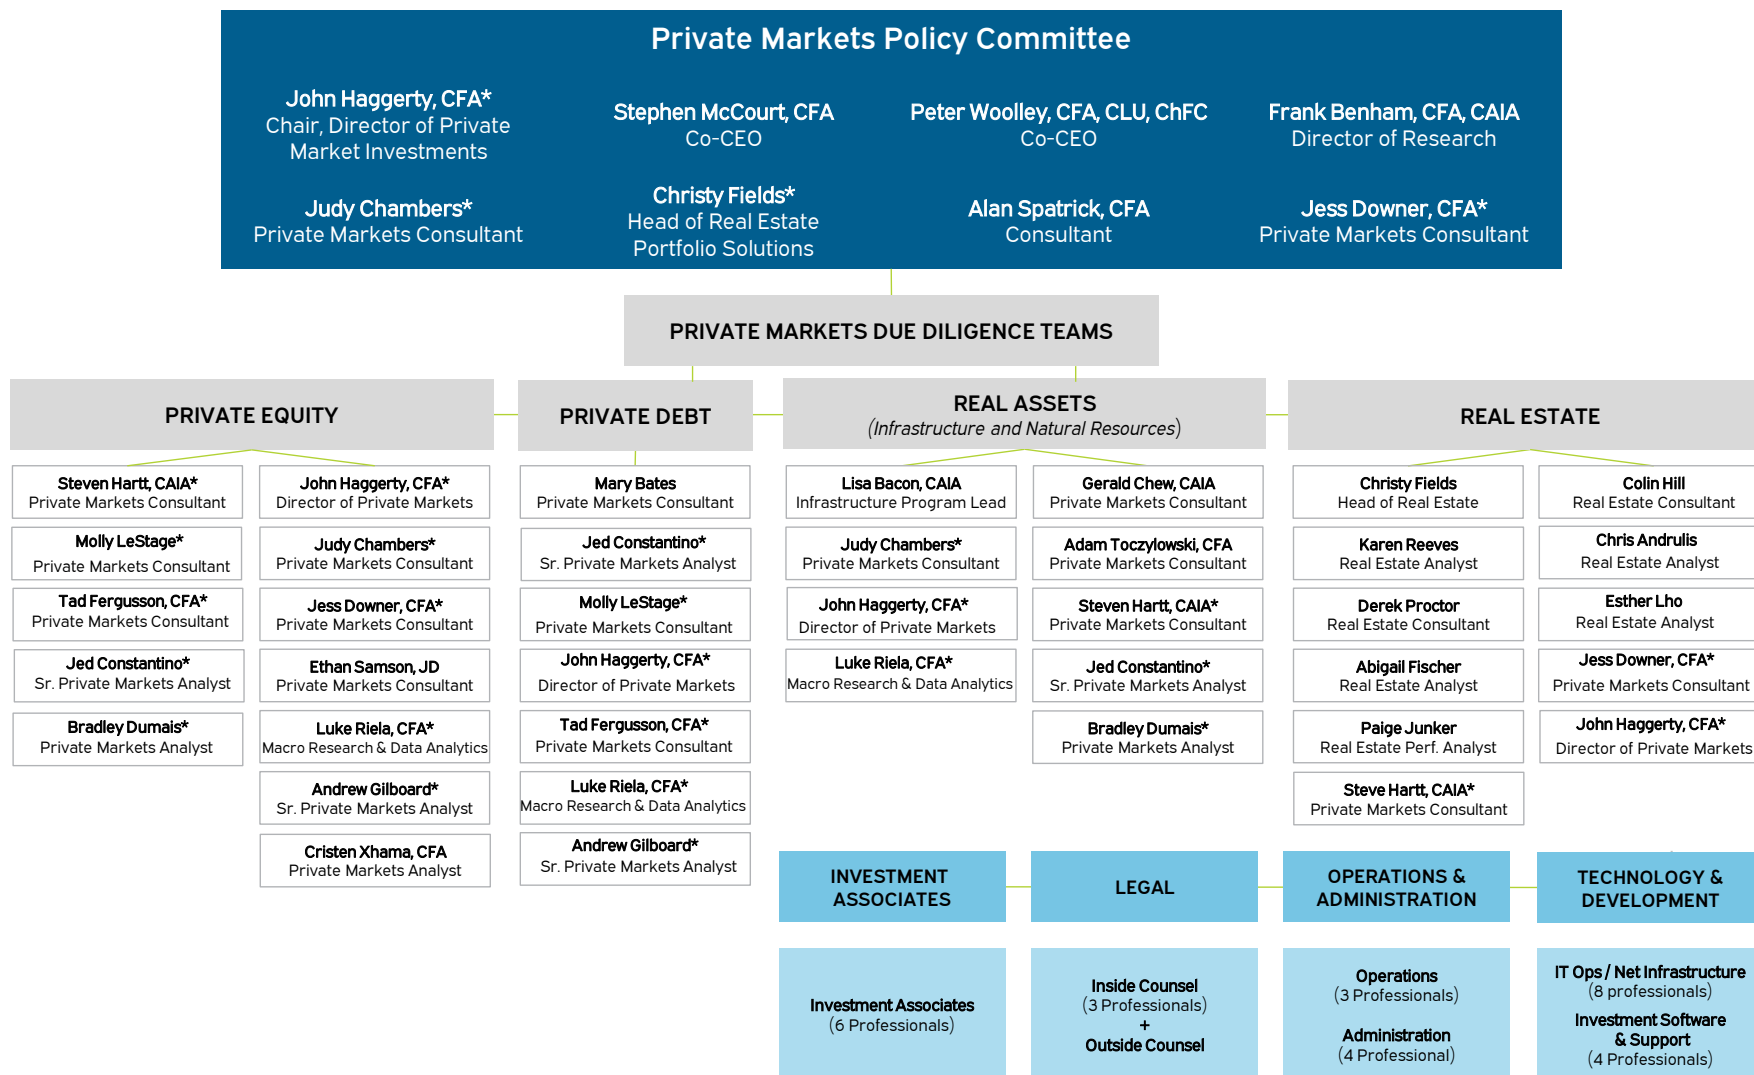 Private Markets Policy Committee
John Haggerty, CFA*
Chair, Director of Private
Market Investments
Stephen McCourt, CFA
Co-CEO
Peter Woolley, CFA, CLU, ChFC
Co-CEO
Frank Benham, CFA, CAIA
Director of Research
Judy Chambers*
Private Markets Consultant
Christy Fields*
Head of Real Estate
Portfolio Solutions
Alan Spatrick, CFA
Consultant
Jess Downer, CFA*
Private Markets Consultant
PRIVATE MARKETS DUE DILIGENCE TEAMS
PRIVATE EQUITY
Steven Hartt, CAIA*
Private Markets Consultant
Molly LeStage*
Private Markets Consultant
Tad Fergusson, CFA*
Private Markets Consultant
Jed Constantino*
Sr. Private Markets Analyst
Bradley Dumais*
Private Markets Analyst
John Haggerty, CFA*
Director of Private Markets
Judy Chambers*
Private Markets Consultant
Jess Downer, CFA*
Private Markets Consultant
Ethan Samson, JD
Private Markets Consultant
Luke Riela, CFA*
Macro Research & Data Analytics
Andrew Gilboard*
Sr. Private Markets Analyst
Cristen Xhama, CFA
Private Markets Analyst
PRIVATE DEBT
Mary Bates
Private Markets Consultant
Jed Constantino*
Sr. Private Markets Analyst
Molly LeStage*
Private Markets Consultant
John Haggerty, CFA*
Director of Private Markets
Tad Fergusson, CFA*
Private Markets Consultant
Luke Riela, CFA*
Macro Research & Data Analytics
Andrew Gilboard*
Sr. Private Markets Analyst
REAL ASSETS
(Infrastructure and Natural Resources)
Lisa Bacon, CAIA
Infrastructure Program Lead
Judy Chambers*
Private Markets Consultant
John Haggerty, CFA*
Director of Private Markets
Luke Riela, CFA*
Macro Research & Data Analytics
Gerald Chew, CAIA
Private Markets Consultant
Adam Toczylowski, CFA
Private Markets Consultant
Steven Hartt, CAIA*
Private Markets Consultant
Jed Constantino*
Sr. Private Markets Analyst
Bradley Dumais*
Private Markets Analyst
REAL ESTATE
Christy Fields
Head of Real Estate
Karen Reeves
Real Estate Analyst
Derek Proctor
Real Estate Consultant
Abigail Fischer
Real Estate Analyst
Paige Junker
Real Estate Perf. Analyst
Steve Hartt, CAIA*
Private Markets Consultant
Colin Hill
Real Estate Consultant
Chris Andrulis
Real Estate Analyst
Esther Lho
Real Estate Analyst
Jess Downer, CFA*
Private Markets Consultant
John Haggerty, CFA*
Director of Private Markets
INVESTMENT
ASSOCIATES
Investment Associates
(6 Professionals)
LEGAL
Inside Counsel
(3 Professionals)
+
Outside Counsel
OPERATIONS &
ADMINISTRATION
Operations
(3 Professionals)
Administration
(4 Professional)
TECHNOLOGY &
DEVELOPMENT
IT Ops / Net Infrastructure
(8 professionals)
Investment Software
& Support
(4 Professionals)